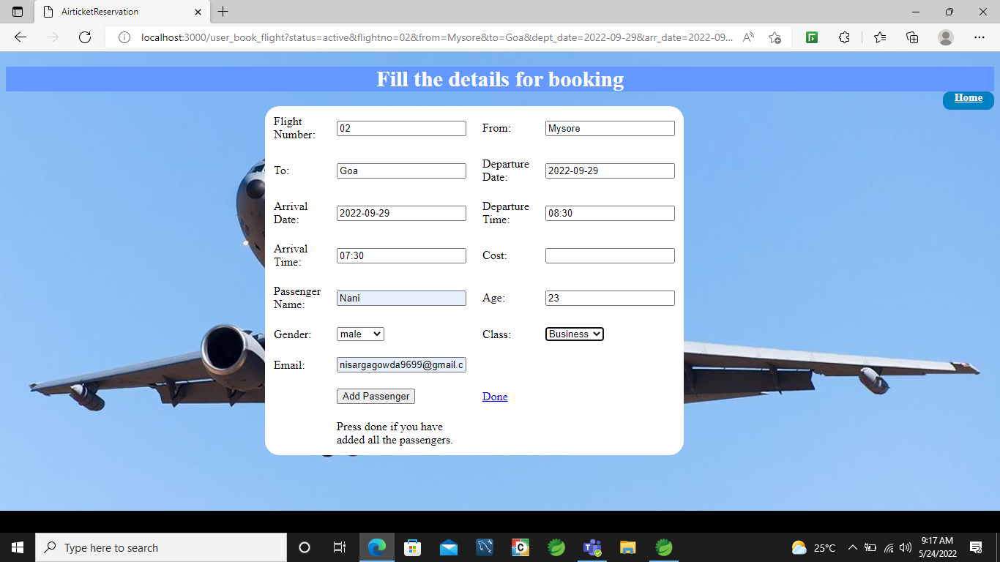 AirticketReservation
localhost:3000/user_book_flight?status=active&flightno=02&from=Mysore&to=Goa&dept_date=2022-09-29&arr_date=2022-09...
Fill the details for booking
Home
Flight Number: 02 From: Mysore
To: Goa Departure Date: 2022-09-29
Arrival Date: 2022-09-29 Departure Time: 08:30
Arrival Time: 07:30 Cost:
Passenger Name: Nani Age: 23
Gender: male Class: Business
Email: nisargagowda9699@gmail.c
Add Passenger Done
Press done if you have
added all the passengers.
Type here to search
25°C
9:17 AM
5/24/2022